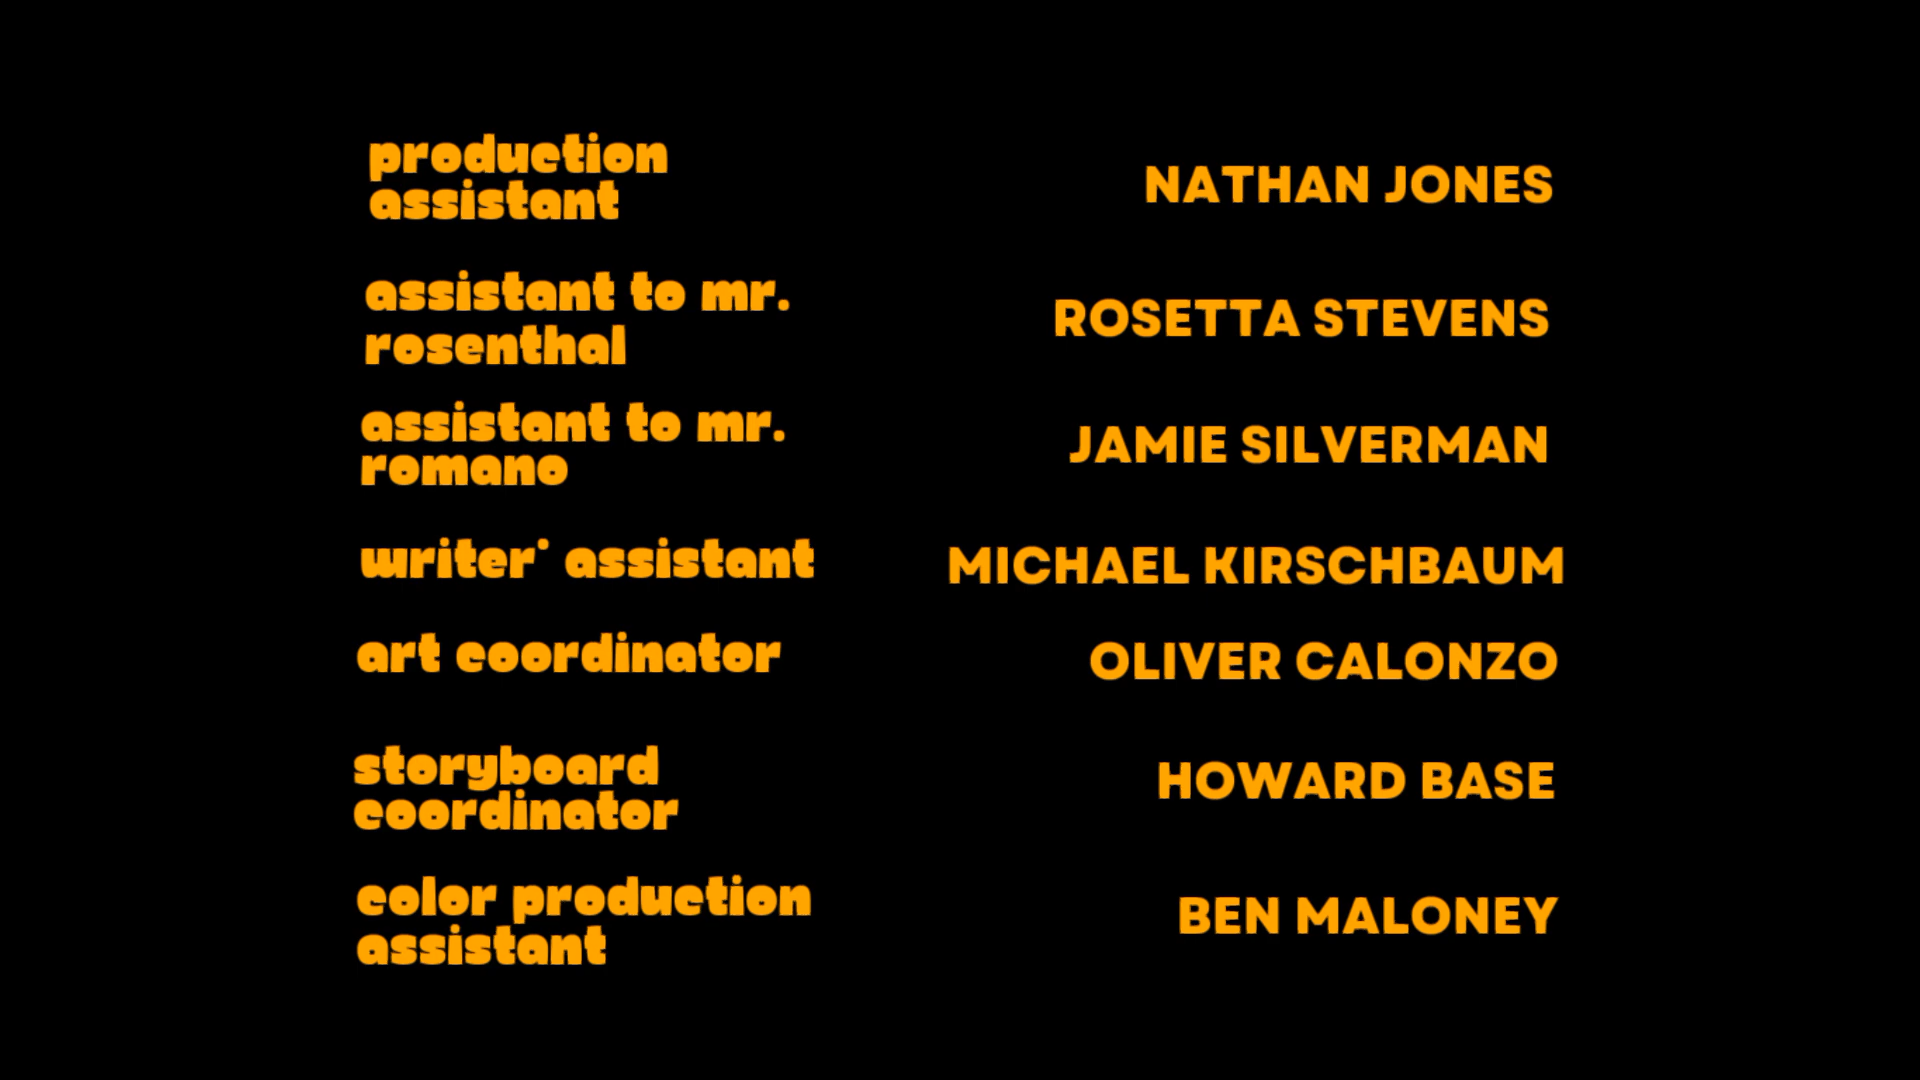 production
assistant
NATHAN JONES
assistant to mr.
rosenthal
ROSETTA STEVENS
assistant to mr.
romano
JAMIE SILVERMAN
writer' assistant
MICHAEL KIRSCHBAUM
art coordinator
OLIVER CALONZO
storyboard
coordinator
HOWARD BASE
color production
assistant
BEN MALONEY